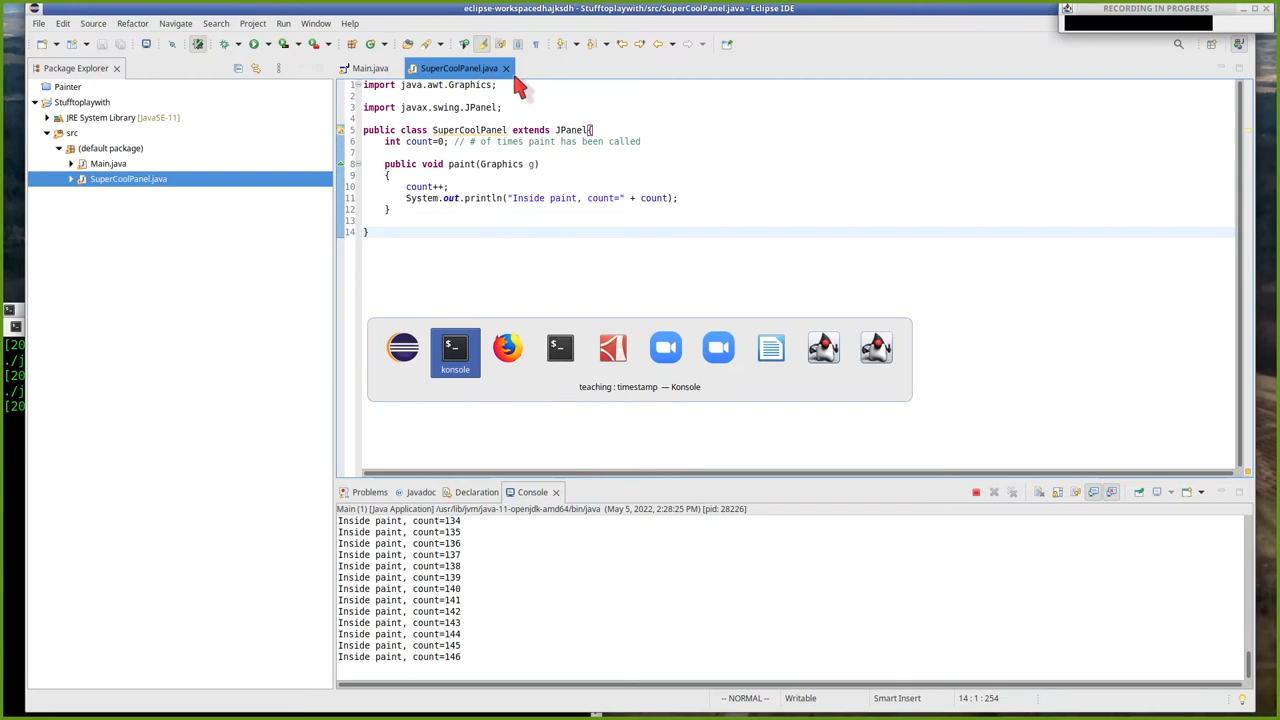 eclipse-workspacedhajksdh - Stufftoplaywith/src/SuperCoolPanel.java - Eclipse IDE
RECORDING IN PROGRESS
File Edit Source Refactor Navigate Search Project Run Window Help
Package Explorer
Painter
Stufftoplaywith
JRE System Library [JavaSE-11]
src
(default package)
Main.java
SuperCoolPanel.java
Main.java SuperCoolPanel.java
1 import java.awt.Graphics;
2
3 import javax.swing.JPanel;
4
5 public class SuperCoolPanel extends JPanel{
6 int count=0; // # of times paint has been called
7
8 public void paint(Graphics g)
9 {
10 count++;
11 System.out.println("Inside paint, count=" + count);
12 }
13
14 }
[20
./j
[20
./j
[20
$_ $_
konsole
teaching : timestamp — Konsole
Problems Javadoc Declaration Console
Main (1) [Java Application] /usr/lib/jvm/java-11-openjdk-amd64/bin/java (May 5, 2022, 2:28:25 PM) [pid: 28226]
Inside paint, count=134
Inside paint, count=135
Inside paint, count=136
Inside paint, count=137
Inside paint, count=138
Inside paint, count=139
Inside paint, count=140
Inside paint, count=141
Inside paint, count=142
Inside paint, count=143
Inside paint, count=144
Inside paint, count=145
Inside paint, count=146
-- NORMAL -- Writable Smart Insert 14 : 1 : 254